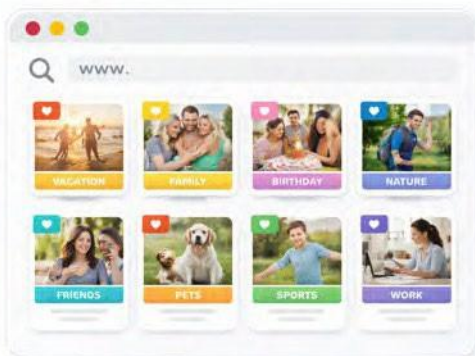 www.
VACATION
FAMILY
BIRTHDAY
NATURE
FRIENDS
PETS
SPORTS
WORK